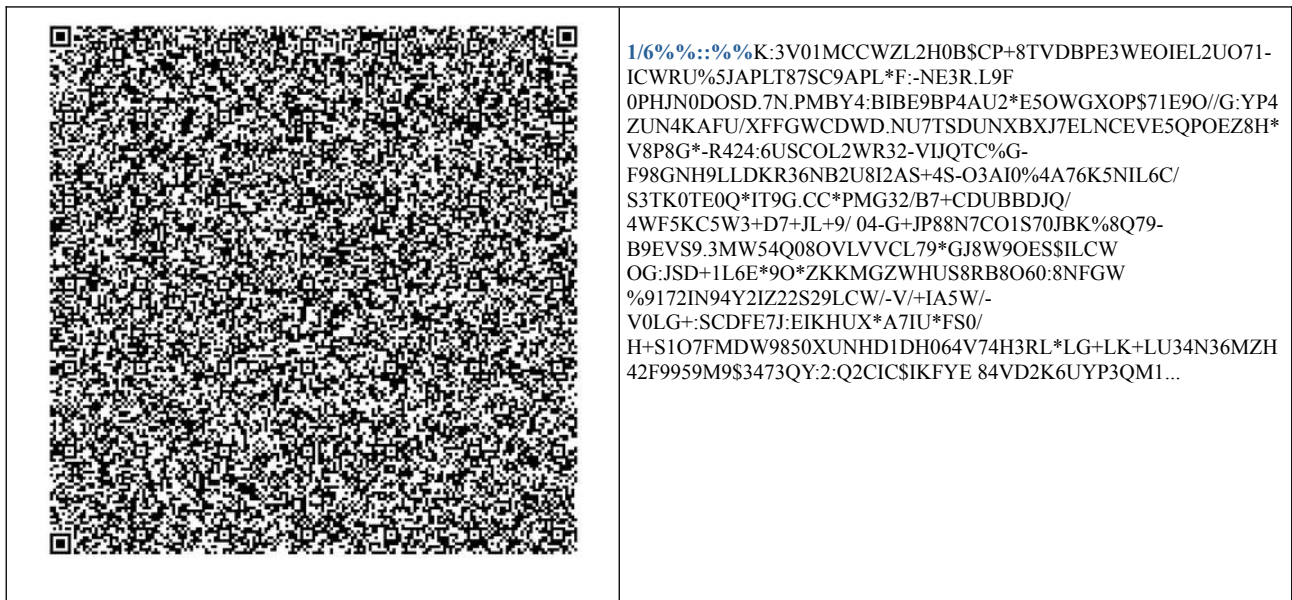 1/6%%::%%K:3V01MCCWZL2H0B$CP+8TVDBPE3WEOIEL2UO71-
ICWRU%5JAPLT87SC9APL*F:-NE3R.L9F
0PHJN0DOSD.7N.PMBY4:BIBE9BP4AU2*E5OWGXOP$71E9O//G:YP4
ZUN4KAFU/XFFGWCDWD.NU7TSDUNXBXJ7ELNCEVE5QPOEZ8H*
V8P8G*-R424:6USCOL2WR32-VIJQTC%G-
F98GNH9LLDKR36NB2U8I2AS+4S-O3AI0%4A76K5NIL6C/
S3TK0TE0Q*IT9G.CC*PMG32/B7+CDUBBDJQ/
4WF5KC5W3+D7+JL+9/ 04-G+JP88N7CO1S70JBK%8Q79-
B9EVS9.3MW54Q08OVLVVCL79*GJ8W9OES$ILCW
OG:JSD+1L6E*9O*ZKKMGZWHUS8RB8O60:8NFGW
%9172IN94Y2IZ22S29LCW/-V/+IA5W/-
V0LG+:SCDFE7J:EIKHUX*A7IU*FS0/
H+S1O7FMDW9850XUNHD1DH064V74H3RL*LG+LK+LU34N36MZH
42F9959M9$3473QY:2:Q2CIC$IKFYE 84VD2K6UYP3QM1...